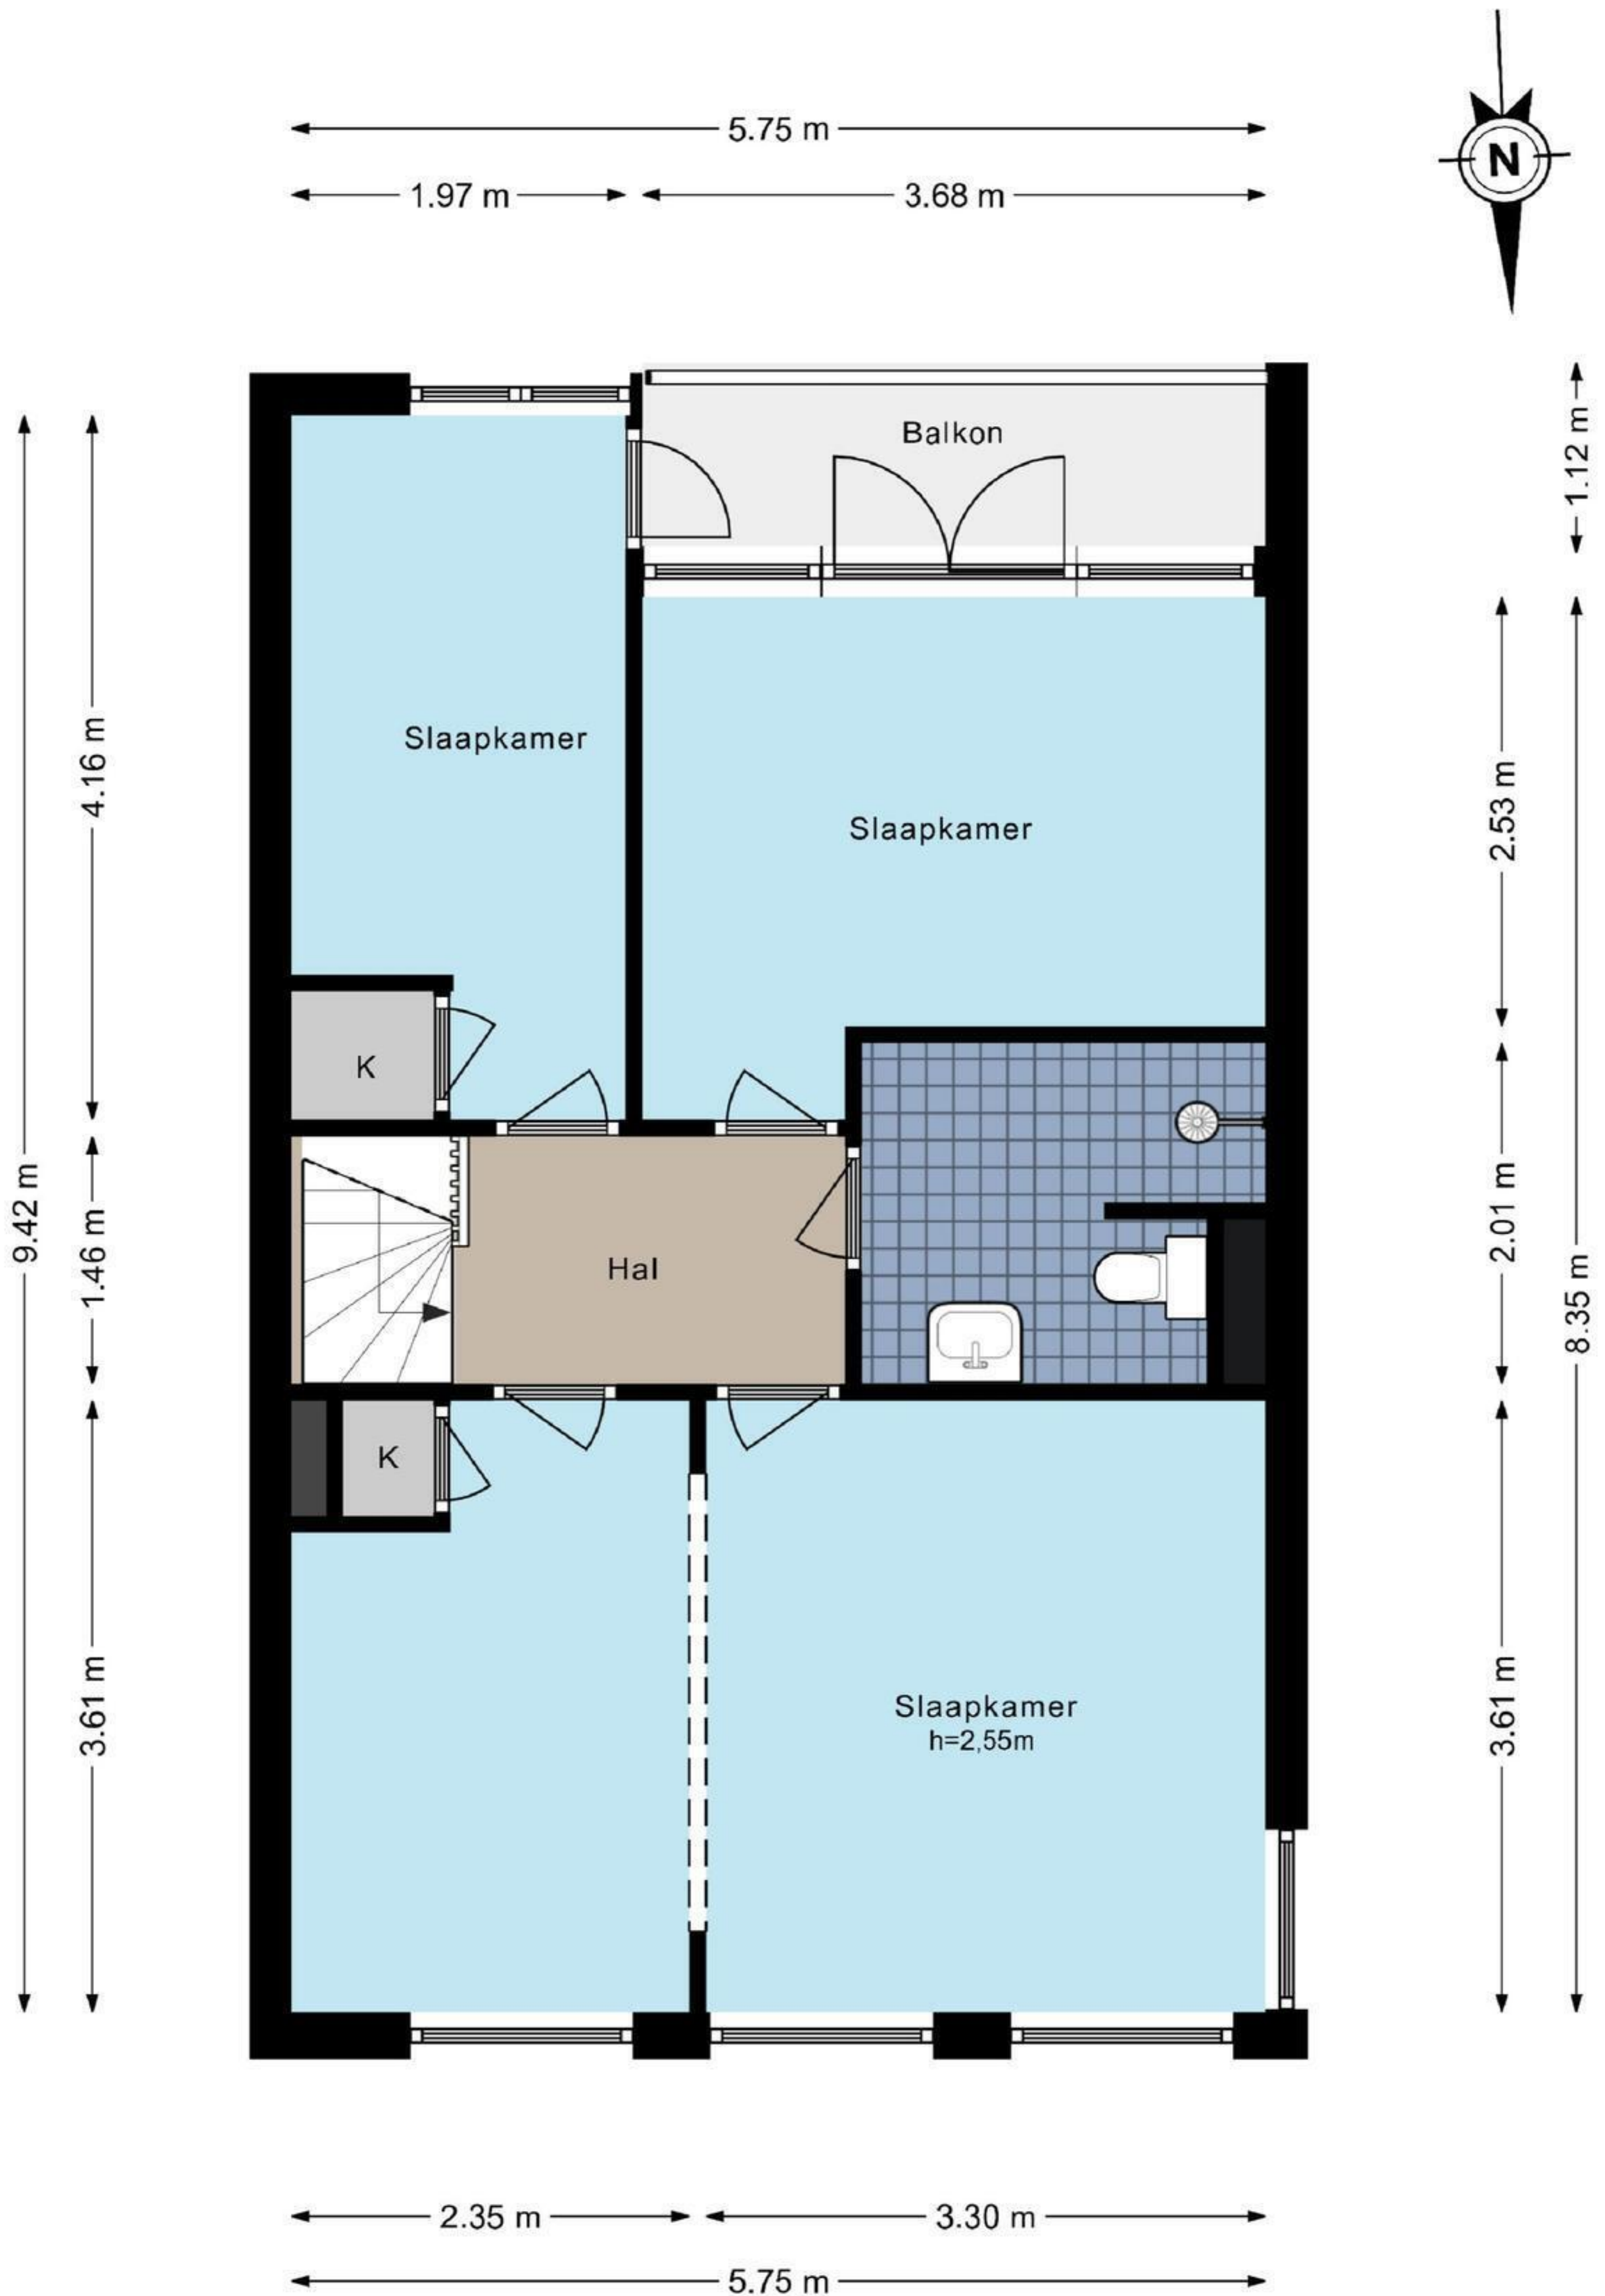 5.75 m
1.97 m
3.68 m
N
Balkon
1.12 m
Slaapkamer
4.16 m
Slaapkamer
2.53 m
K
9.42 m
1.46 m
Hal
2.01 m
8.35 m
K
3.61 m
Slaapkamer
h=2,55m
3.61 m
2.35 m
3.30 m
5.75 m